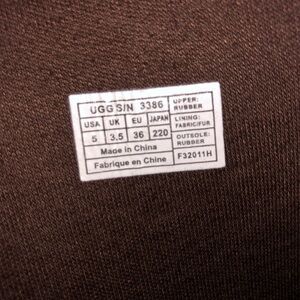 UGG S/N 3386
USA UK EU JAPAN
5 3.5 36 220
Made in China
Fabrique en Chine
UPPER:
RUBBER
LINING:
FABRIC/FUR
OUTSOLE:
RUBBER
F32011H